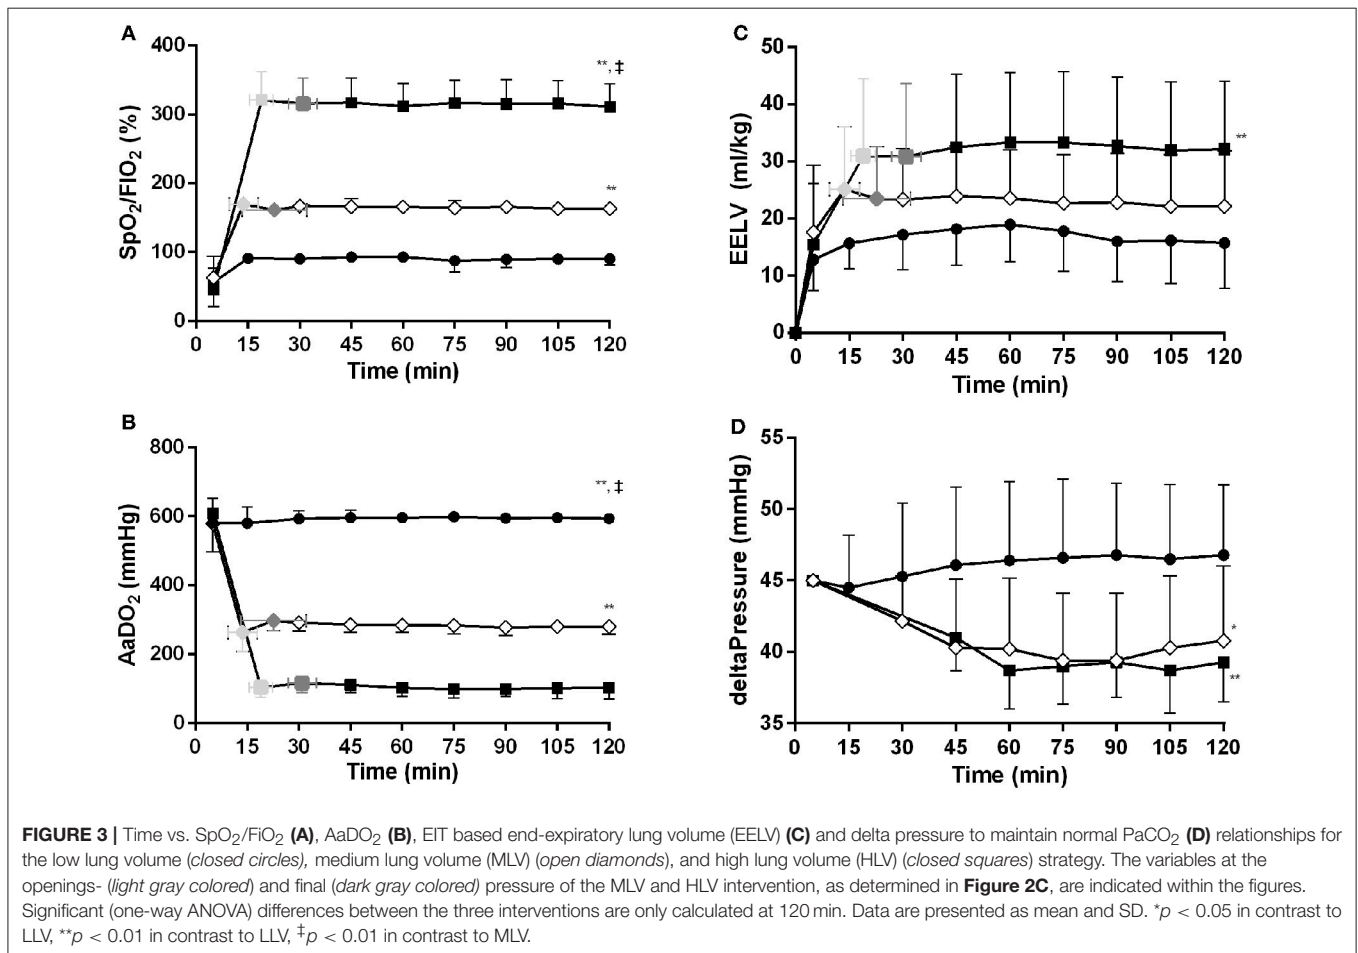 A
400
300
200
100
0
SpO2/FIO2 (%)
**, ‡
**
0 15 30 45 60 75 90 105 120
Time (min)
C
50
40
30
20
10
0
EELV (ml/kg)
**
0 15 30 45 60 75 90 105 120
Time (min)
B
800
600
400
200
0
AaDO2 (mmHg)
**, ‡
**
0 15 30 45 60 75 90 105 120
Time (min)
D
55
50
45
40
35
deltaPressure (mmHg)
*
**
0 15 30 45 60 75 90 105 120
Time (min)
FIGURE 3 | Time vs. SpO2/FiO2 (A), AaDO2 (B), EIT based end-expiratory lung volume (EELV) (C) and delta pressure to maintain normal PaCO2 (D) relationships for
the low lung volume (closed circles), medium lung volume (MLV) (open diamonds), and high lung volume (HLV) (closed squares) strategy. The variables at the
openings- (light gray colored) and final (dark gray colored) pressure of the MLV and HLV intervention, as determined in Figure 2C, are indicated within the figures.
Significant (one-way ANOVA) differences between the three interventions are only calculated at 120 min. Data are presented as mean and SD. *p < 0.05 in contrast to
LLV, **p < 0.01 in contrast to LLV, ‡p < 0.01 in contrast to MLV.